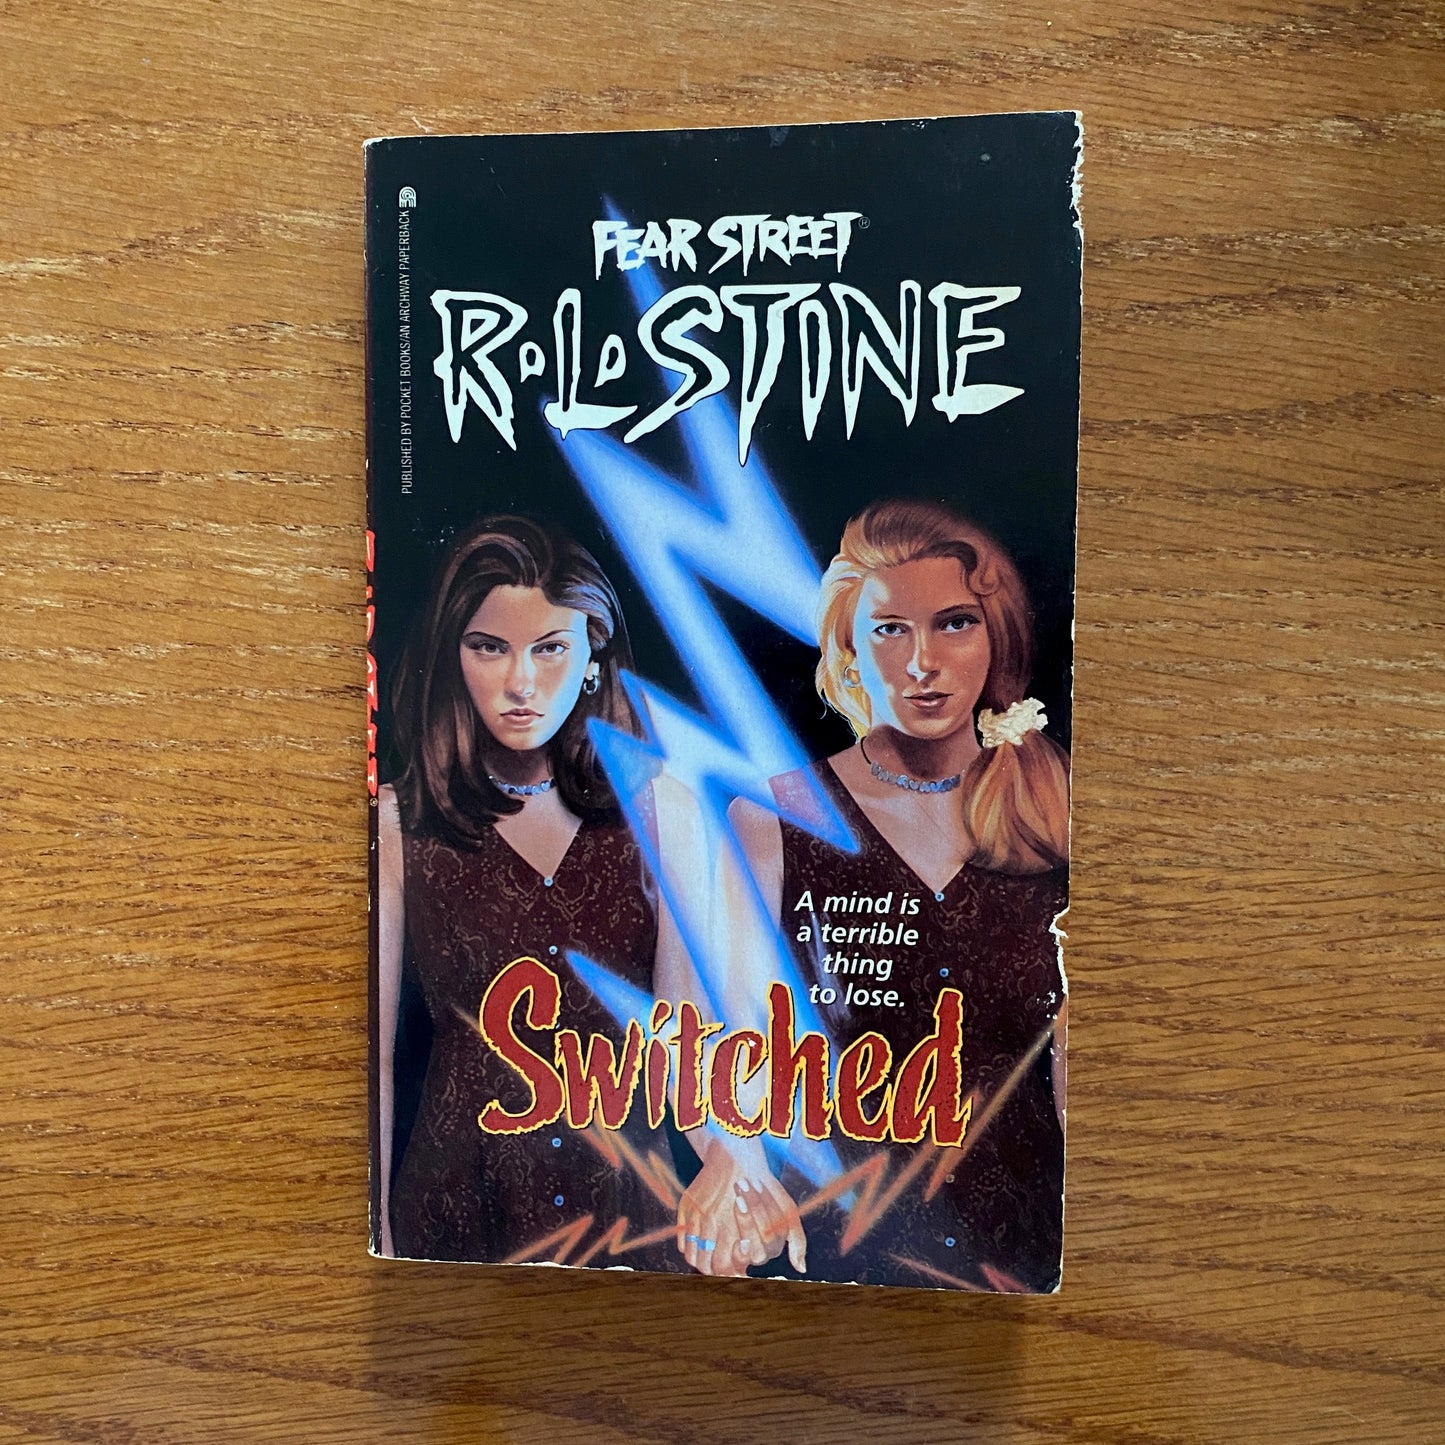 FEAR STREET®
R•L•STINE
PUBLISHED BY POCKET BOOKS/AN ARCHWAY PAPERBACK
A mind is
a terrible
thing
to lose.
Switched